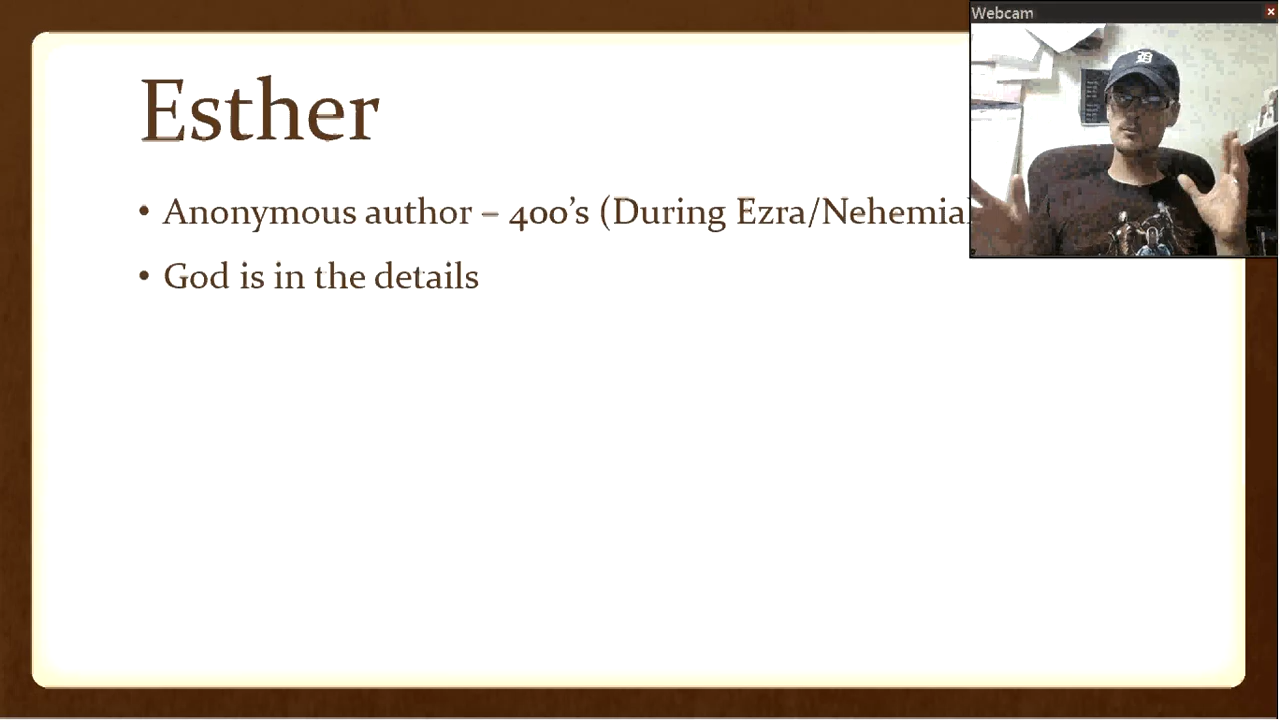 Webcam
Esther
• Anonymous author – 400's (During Ezra/Nehemia
• God is in the details